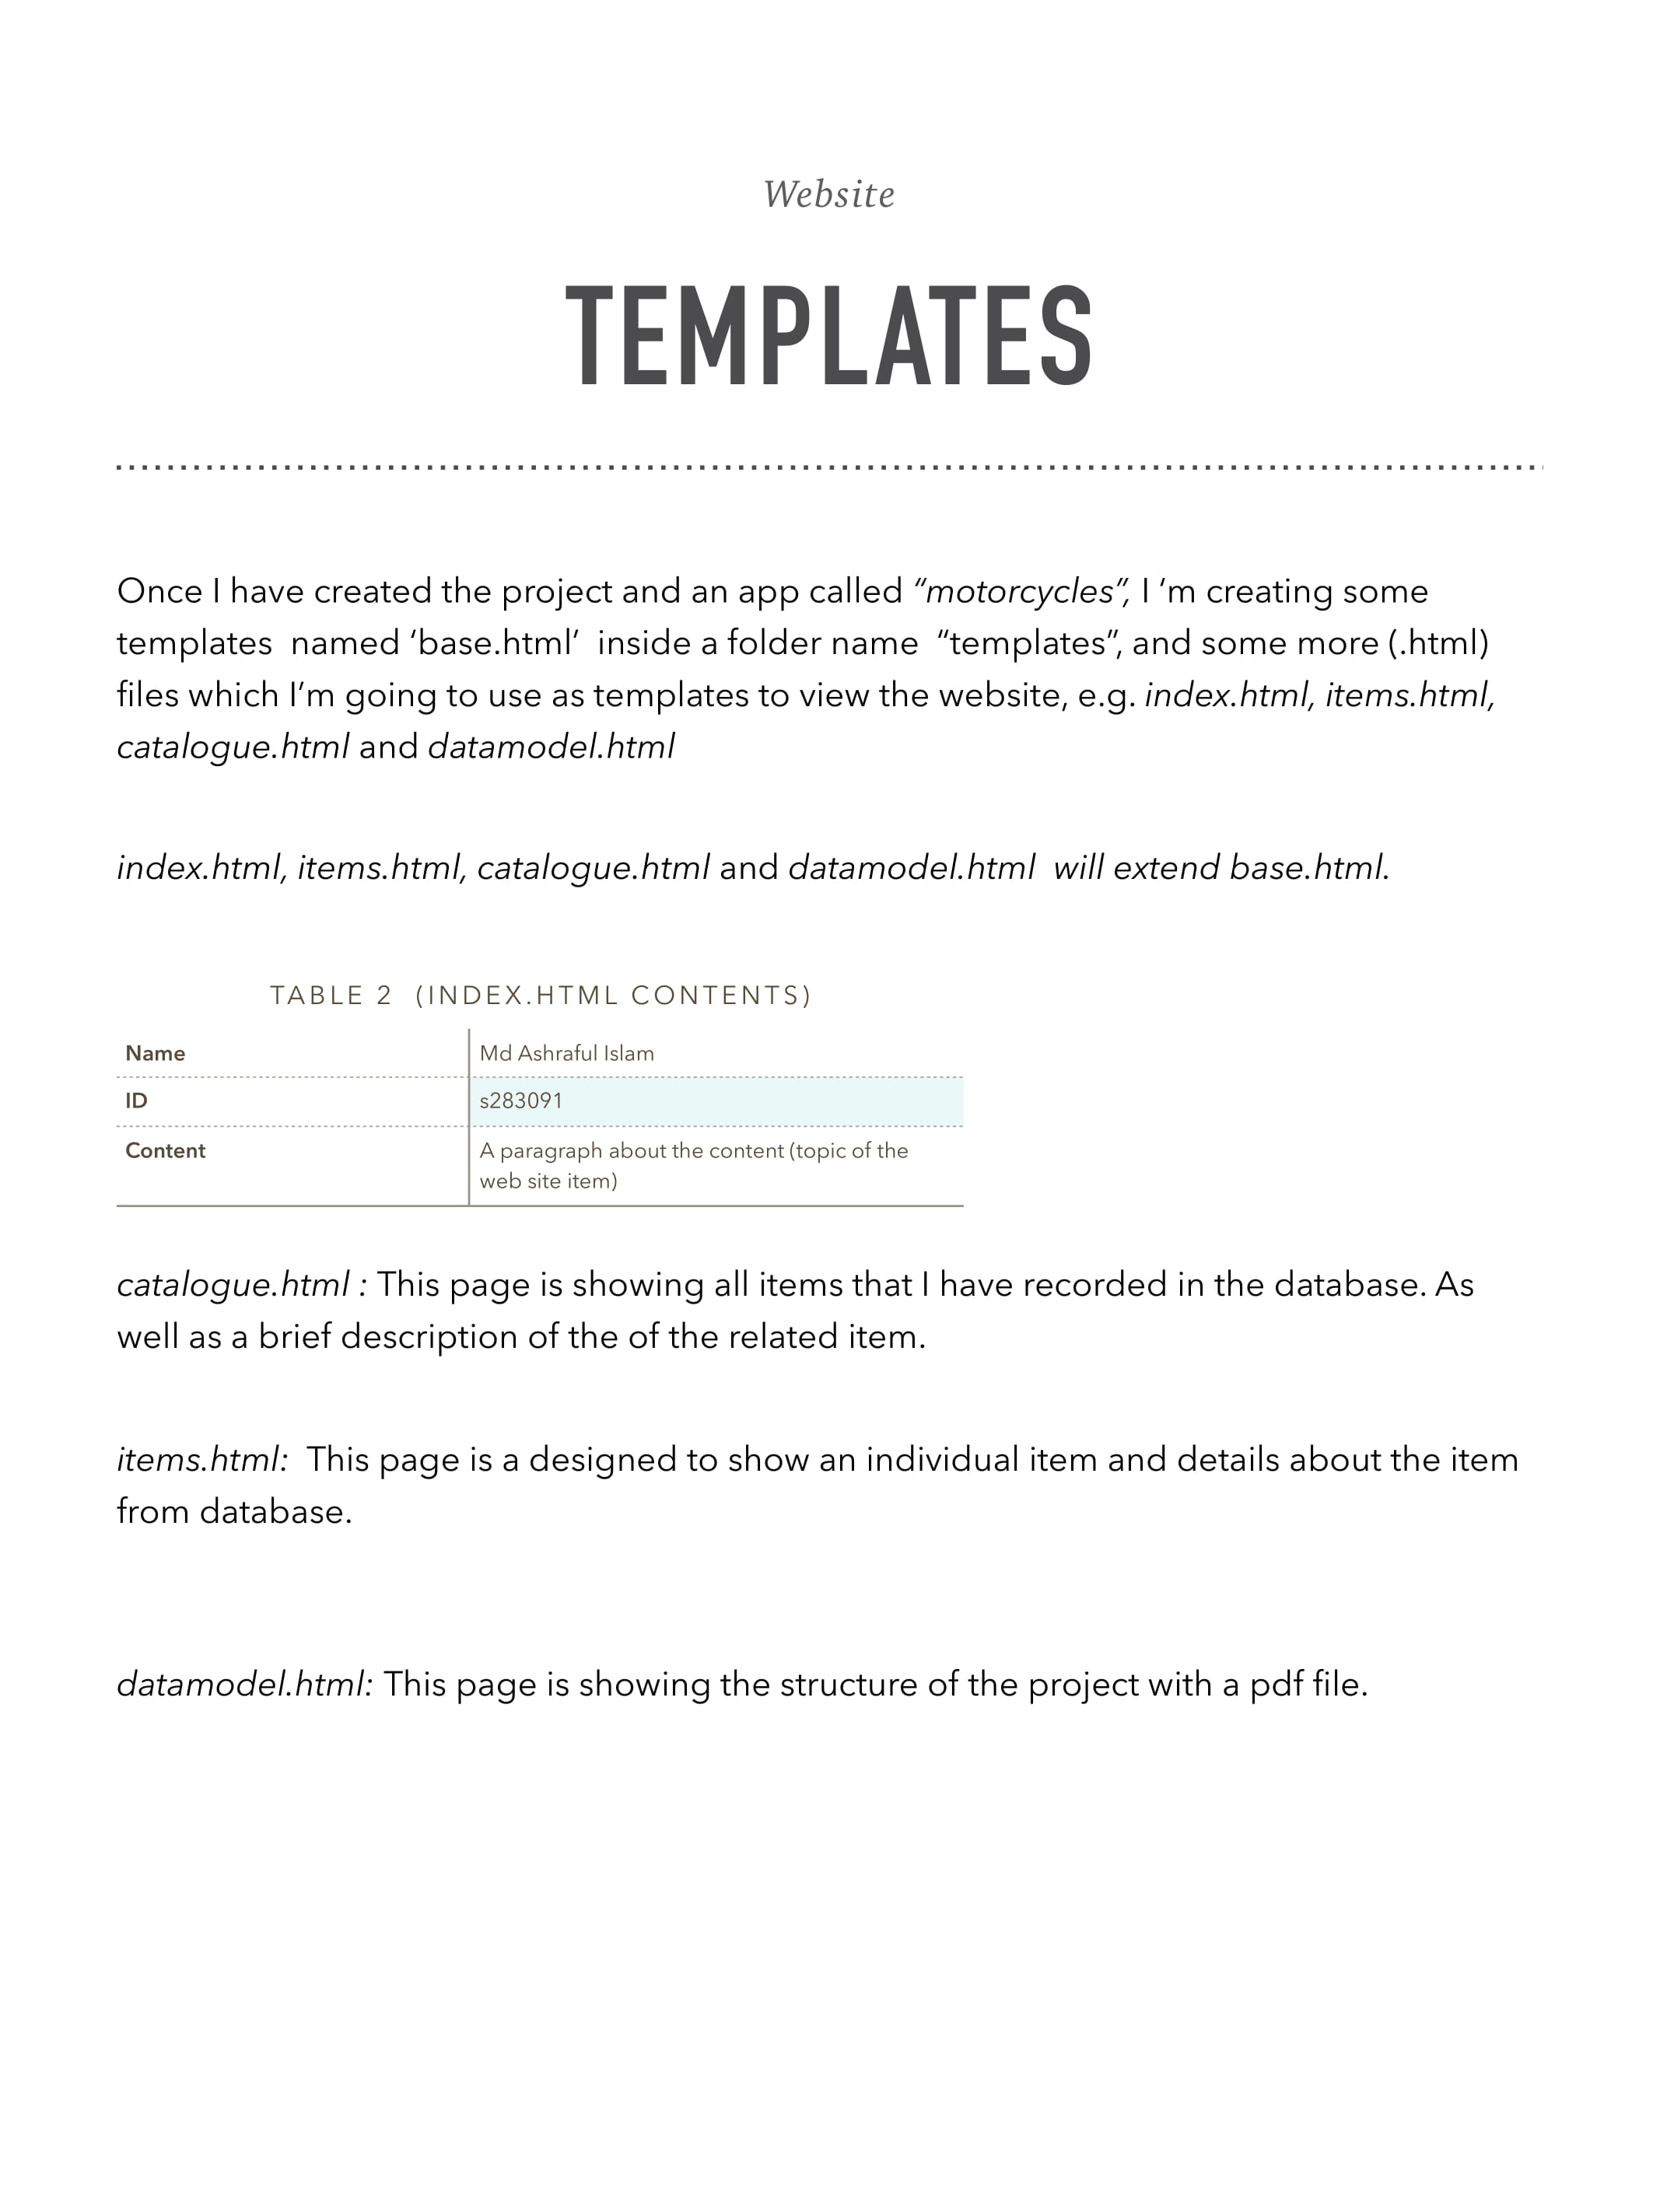 Website
TEMPLATES
Once I have created the project and an app called “motorcycles”, I ‘m creating some
templates  named ‘base.html’  inside a folder name  “templates”, and some more (.html)
files which I’m going to use as templates to view the website, e.g. index.html, items.html,
catalogue.html and datamodel.html
index.html, items.html, catalogue.html and datamodel.html  will extend base.html.
TABLE 2  (INDEX.HTML CONTENTS)
Name Md Ashraful Islam
ID s283091
Content A paragraph about the content (topic of the
web site item)
catalogue.html : This page is showing all items that I have recorded in the database. As
well as a brief description of the of the related item.
items.html:  This page is a designed to show an individual item and details about the item
from database.
datamodel.html: This page is showing the structure of the project with a pdf file.